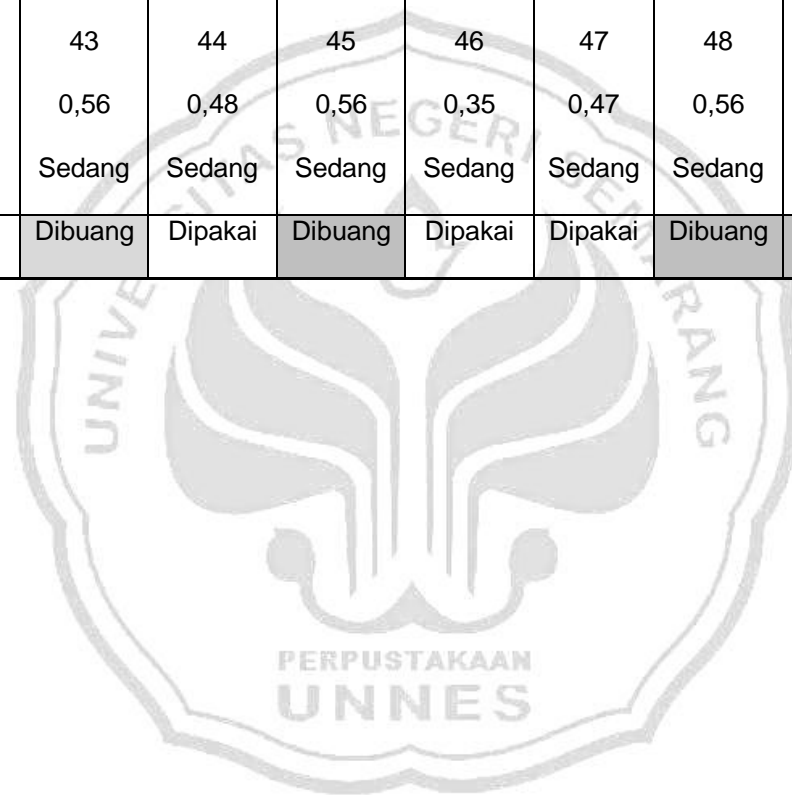 43 44 45 46 47 48
0,56 0,48 0,56 0,35 0,47 0,56
Sedang Sedang Sedang Sedang Sedang Sedang
Dibuang Dipakai Dibuang Dipakai Dipakai Dibuang
UNIVERSITAS NEGERI SEMARANG
PERPUSTAKAAN
UNNES